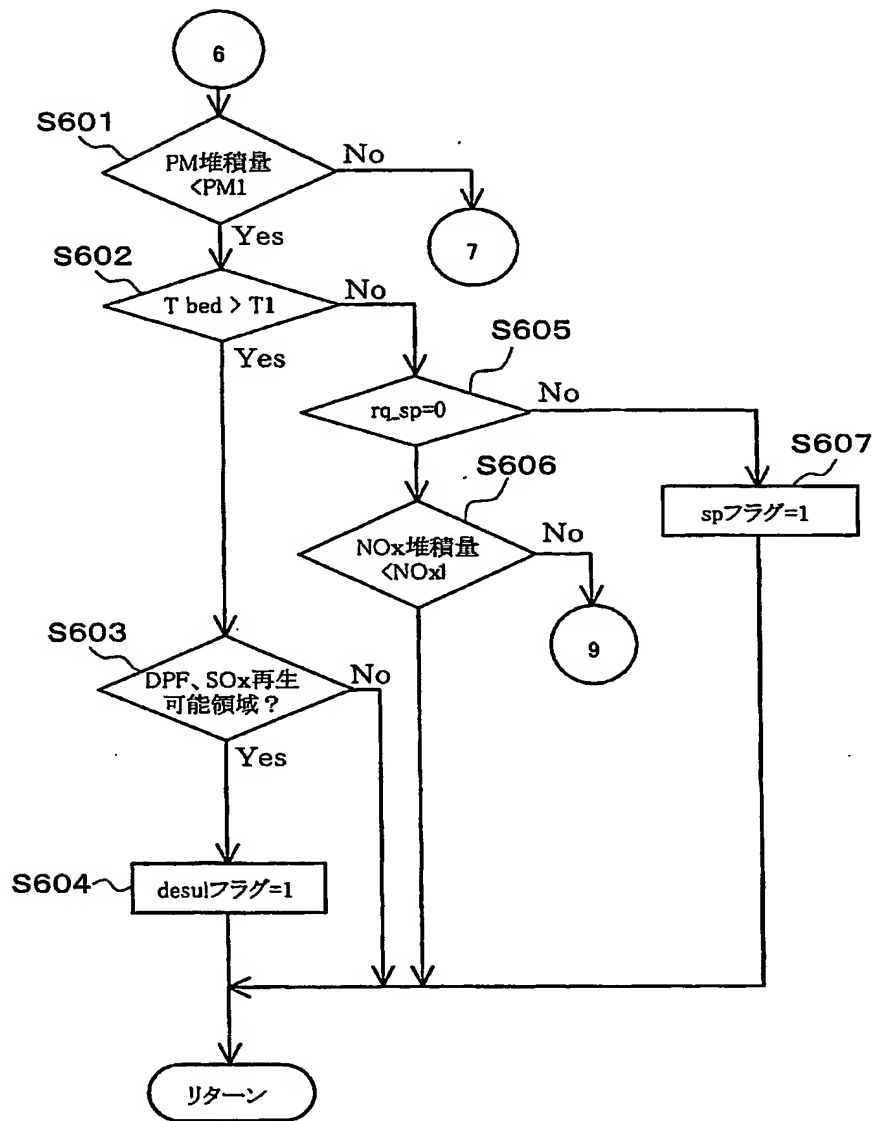 6
S601
PM堆積量
<PM1
No
7
Yes
S602
T bed > T1
No
Yes
S605
rq_sp=0
No
S607
spフラグ=1
S606
NOx堆積量
<NOx1
No
9
S603
DPF、SOx再生
可能領域？
No
Yes
S604
desulフラグ=1
リターン